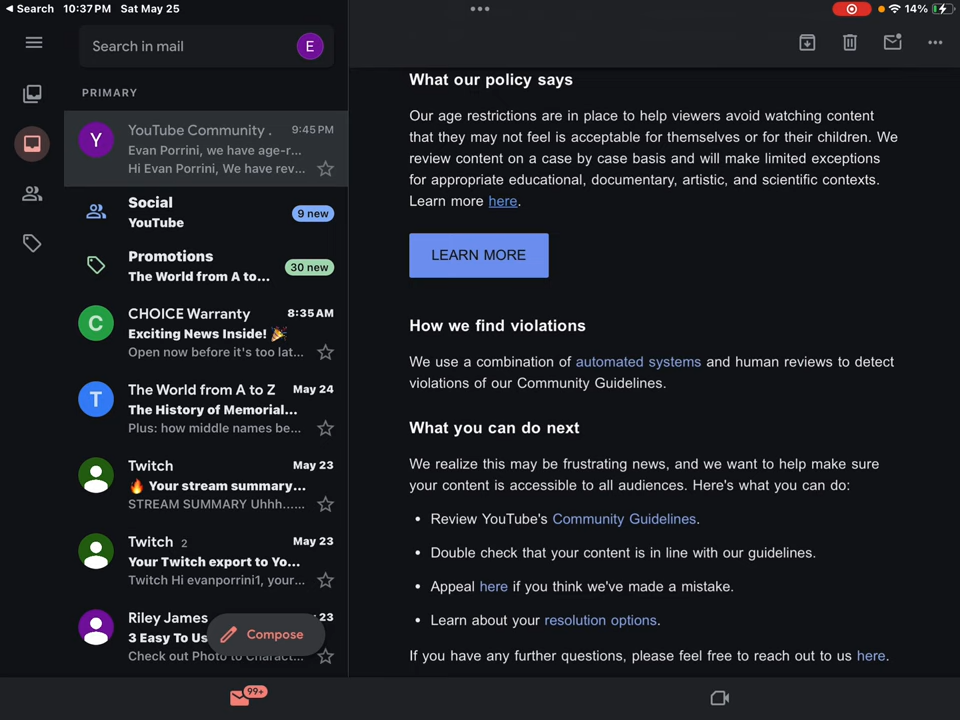 Search 10:37PM Sat May 25
14%
Search in mail
E
PRIMARY
Y
YouTube Community . 9:45PM
Evan Porrini, we have age-r...
Hi Evan Porrini, We have rev...
Social
YouTube
9 new
Promotions
The World from A to...
30 new
C
CHOICE Warranty 8:35AM
Exciting News Inside! 🎉
Open now before it's too lat...
T
The World from A to Z May 24
The History of Memorial...
Plus: how middle names be...
Twitch May 23
🔥 Your stream summary...
STREAM SUMMARY Uhhh......
Twitch 2 May 23
Your Twitch export to Yo...
Twitch Hi evanporrini1, your...
Riley James 23
3 Easy To Us
Check out Photo to Charact...
Compose
99+
What our policy says
Our age restrictions are in place to help viewers avoid watching content
that they may not feel is acceptable for themselves or for their children. We
review content on a case by case basis and will make limited exceptions
for appropriate educational, documentary, artistic, and scientific contexts.
Learn more here.
LEARN MORE
How we find violations
We use a combination of automated systems and human reviews to detect
violations of our Community Guidelines.
What you can do next
We realize this may be frustrating news, and we want to help make sure
your content is accessible to all audiences. Here's what you can do:
• Review YouTube's Community Guidelines.
• Double check that your content is in line with our guidelines.
• Appeal here if you think we've made a mistake.
• Learn about your resolution options.
If you have any further questions, please feel free to reach out to us here.